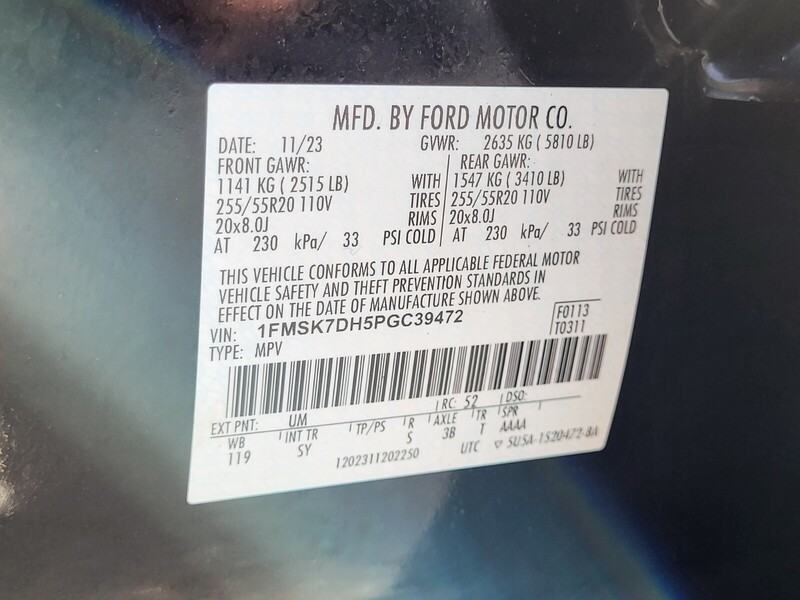 MFD. BY FORD MOTOR CO.
DATE: 11/23 GVWR: 2635 KG ( 5810 LB)
FRONT GAWR: REAR GAWR:
1141 KG ( 2515 LB) WITH 1547 KG ( 3410 LB) WITH
255/55R20 110V TIRES 255/55R20 110V TIRES
20x8.0J RIMS 20x8.0J RIMS
AT 230 kPa/ 33 PSI COLD AT 230 kPa/ 33 PSI COLD
THIS VEHICLE CONFORMS TO ALL APPLICABLE FEDERAL MOTOR
VEHICLE SAFETY AND THEFT PREVENTION STANDARDS IN
EFFECT ON THE DATE OF MANUFACTURE SHOWN ABOVE.
VIN: 1FMSK7DH5PGC39472 F0113
TYPE: MPV T0311
EXT PNT: UM RC: 52 DSO:
WB INT TR TP/PS R AXLE TR SPR
119 SY S 3B T AAAA
1202311202250 UTC ▽ 5U5A-1520472-BA